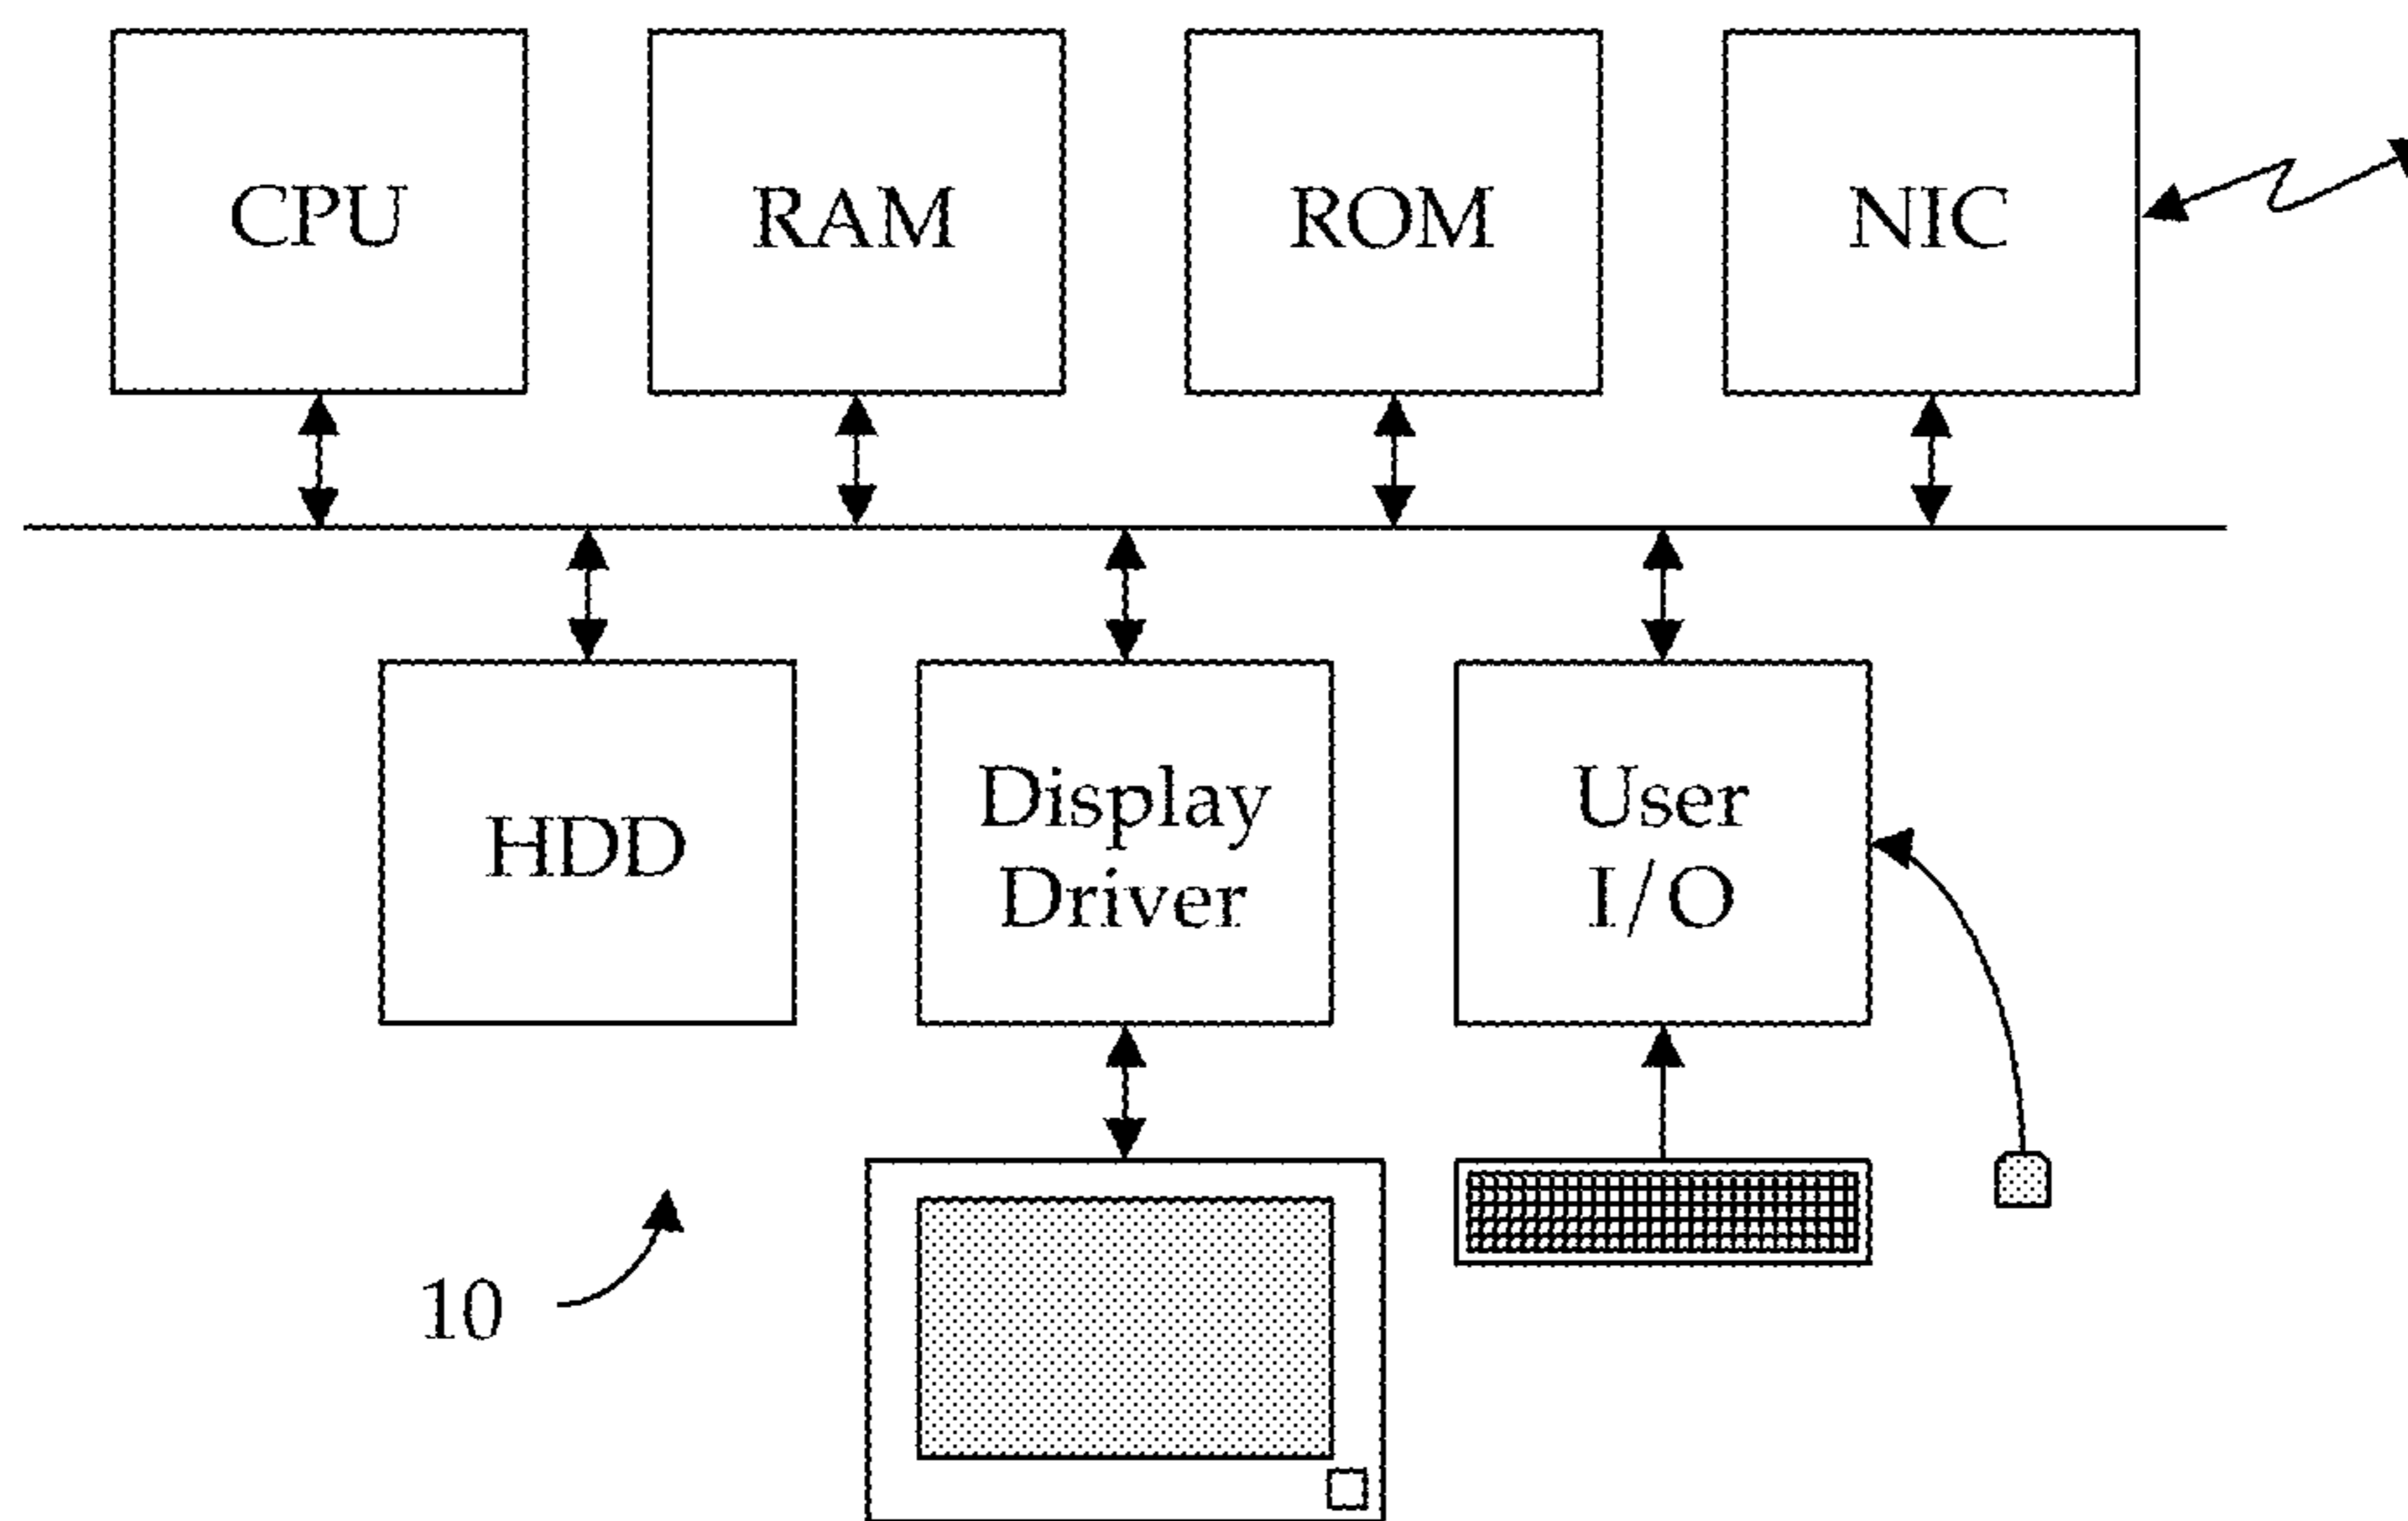 CPU
RAM
ROM
NIC
HDD
Display
Driver
User
I/O
10